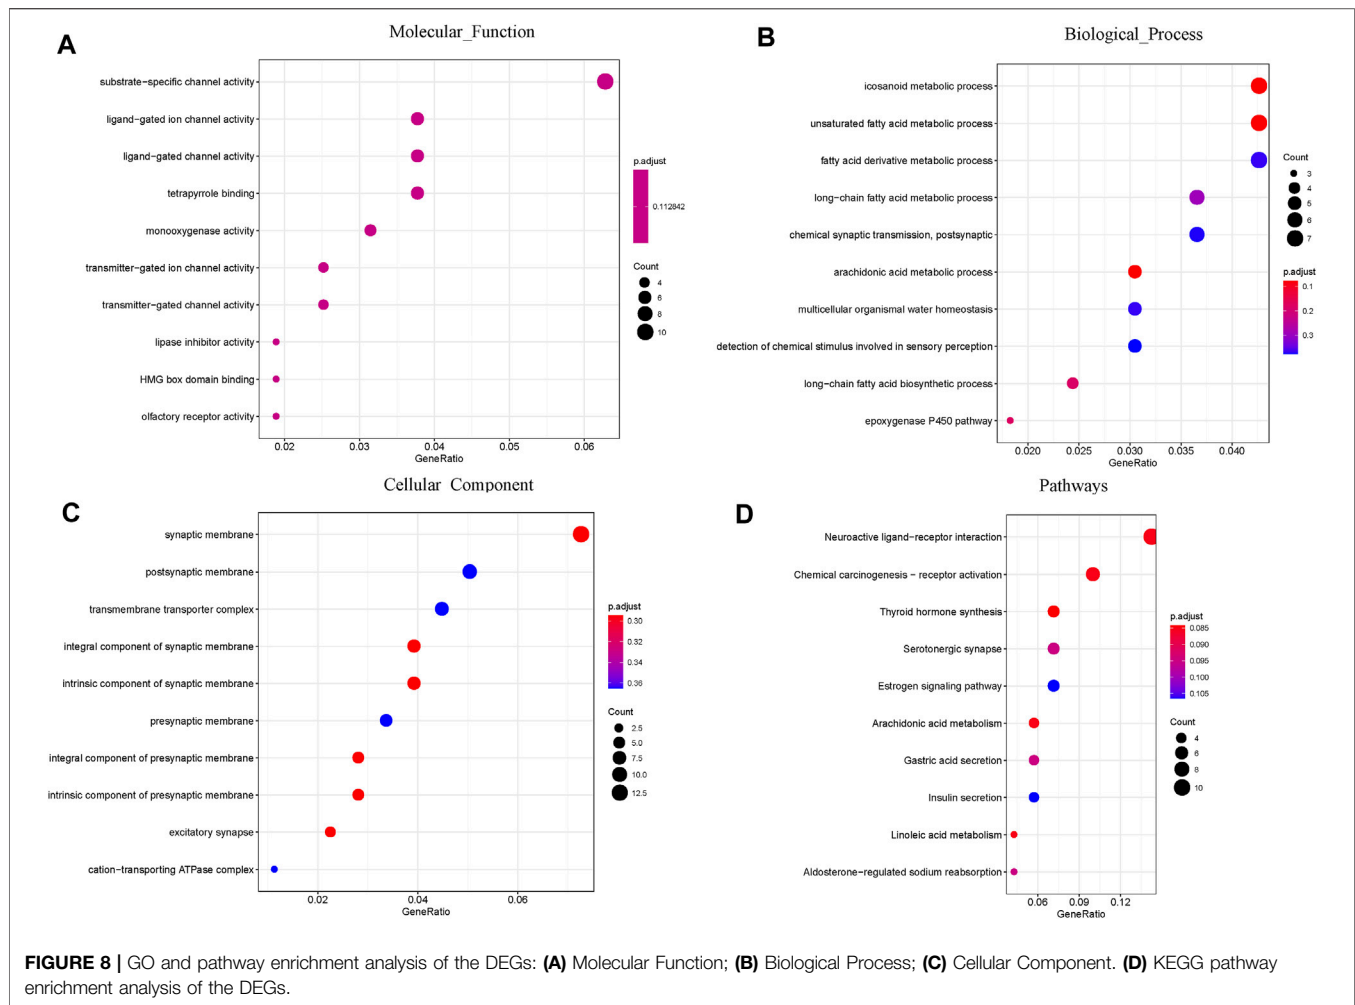 A
Molecular_Function
substrate-specific channel activity
ligand-gated ion channel activity
ligand-gated channel activity
tetrapyrrole binding
monooxygenase activity
transmitter-gated ion channel activity
transmitter-gated channel activity
lipase inhibitor activity
HMG box domain binding
olfactory receptor activity
0.02 0.03 0.04 0.05 0.06
GeneRatio
p.adjust
0.112842
Count
4
6
8
10
B
Biological_Process
icosanoid metabolic process
unsaturated fatty acid metabolic process
fatty acid derivative metabolic process
long-chain fatty acid metabolic process
chemical synaptic transmission, postsynaptic
arachidonic acid metabolic process
multicellular organismal water homeostasis
detection of chemical stimulus involved in sensory perception
long-chain fatty acid biosynthetic process
epoxygenase P450 pathway
0.020 0.025 0.030 0.035 0.040
GeneRatio
Count
3
4
5
6
7
p.adjust
0.1
0.2
0.3
C
Cellular_Component
synaptic membrane
postsynaptic membrane
transmembrane transporter complex
integral component of synaptic membrane
intrinsic component of synaptic membrane
presynaptic membrane
integral component of presynaptic membrane
intrinsic component of presynaptic membrane
excitatory synapse
cation-transporting ATPase complex
0.02 0.04 0.06
GeneRatio
p.adjust
0.30
0.32
0.34
0.36
Count
2.5
5.0
7.5
10.0
12.5
D
Pathways
Neuroactive ligand-receptor interaction
Chemical carcinogenesis - receptor activation
Thyroid hormone synthesis
Serotonergic synapse
Estrogen signaling pathway
Arachidonic acid metabolism
Gastric acid secretion
Insulin secretion
Linoleic acid metabolism
Aldosterone-regulated sodium reabsorption
0.06 0.09 0.12
GeneRatio
p.adjust
0.085
0.090
0.095
0.100
0.105
Count
4
6
8
10
FIGURE 8 | GO and pathway enrichment analysis of the DEGs: (A) Molecular Function; (B) Biological Process; (C) Cellular Component. (D) KEGG pathway
enrichment analysis of the DEGs.